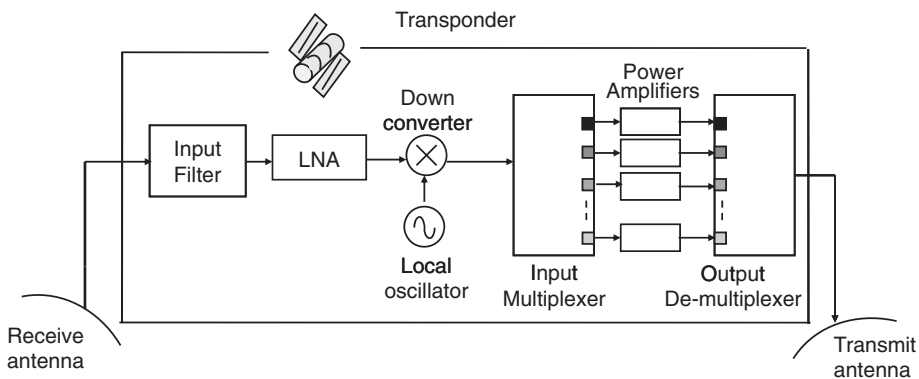 Transponder
Power
Amplifiers
Down
converter
Input
Filter
LNA
Local
oscillator
Input
Multiplexer
Output
De-multiplexer
Receive
antenna
Transmit
antenna